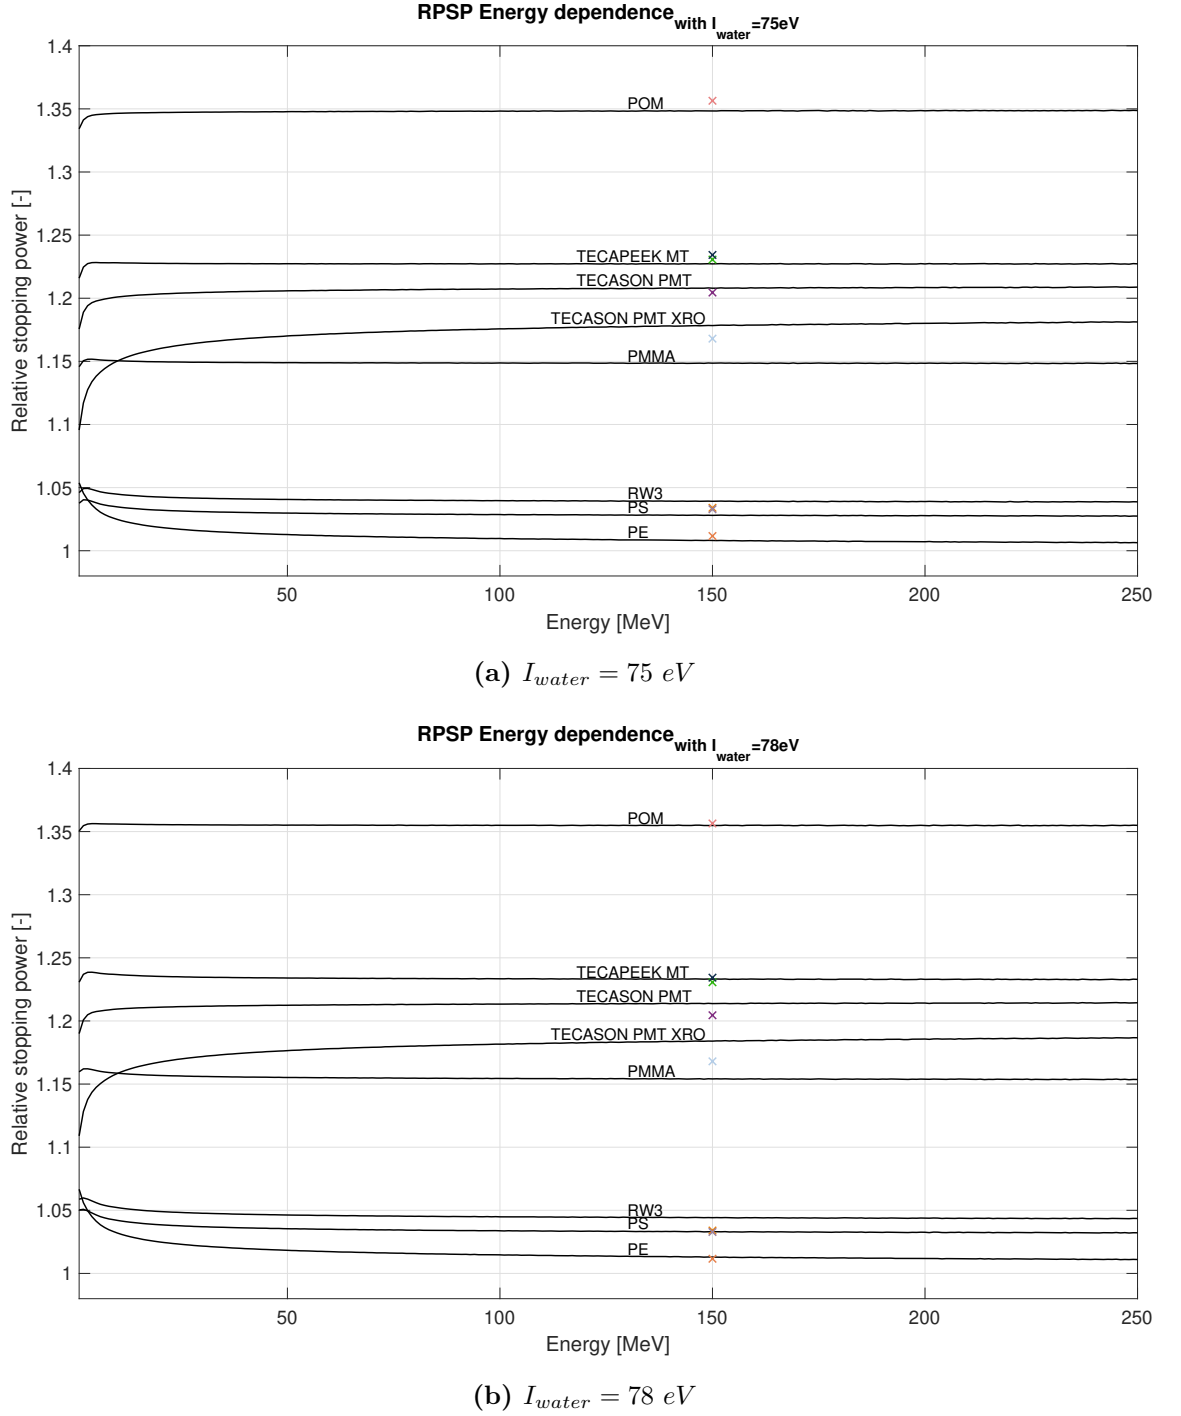 RPSP Energy dependence with I water =75eV
1.4
1.35
1.3
1.25
1.2
1.15
1.1
1.05
1
Relative stopping power [-]
POM
TECAPEEK MT
TECASON PMT
TECASON PMT XRO
PMMA
RW3
PS
PE
50 100 150 200 250
Energy [MeV]
(a) I water = 75 eV
RPSP Energy dependence with I water =78eV
1.4
1.35
1.3
1.25
1.2
1.15
1.1
1.05
1
Relative stopping power [-]
POM
TECAPEEK MT
TECASON PMT
TECASON PMT XRO
PMMA
RW3
PS
PE
50 100 150 200 250
Energy [MeV]
(b) I water = 78 eV